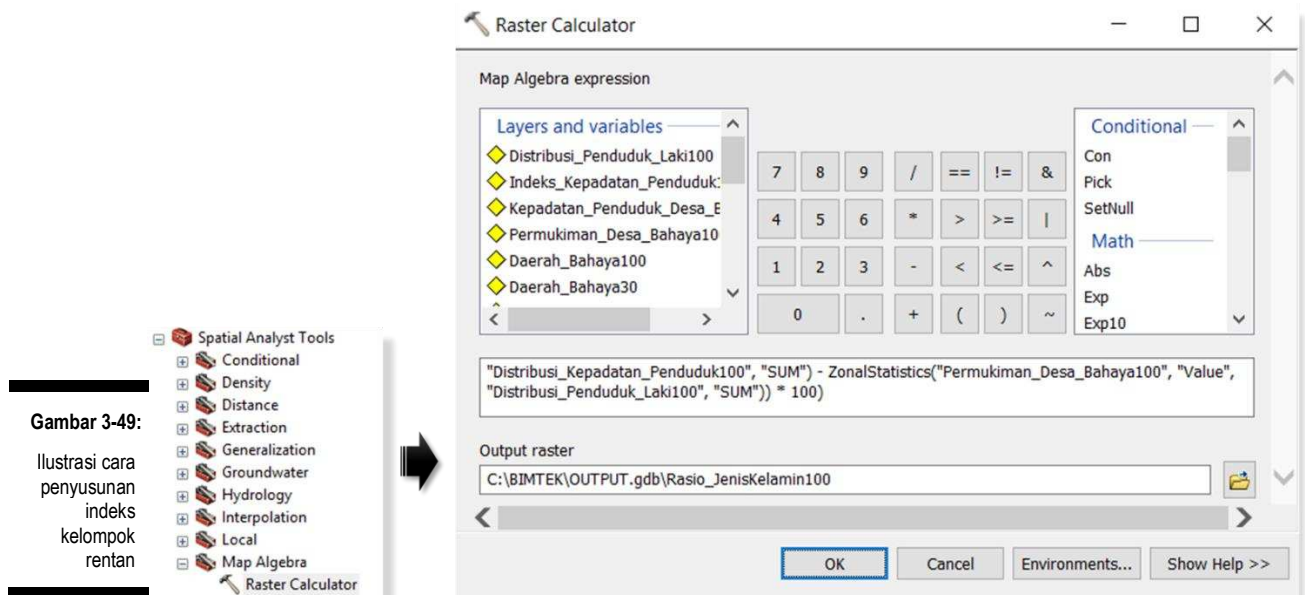 Gambar 3-49:
Ilustrasi cara
penyusunan
indeks
kelompok
rentan
Spatial Analyst Tools
Conditional
Density
Distance
Extraction
Generalization
Groundwater
Hydrology
Interpolation
Local
Map Algebra
Raster Calculator
Raster Calculator
Map Algebra expression
Layers and variables
Distribusi_Penduduk_Laki100
Indeks_Kepadatan_Penduduk
Kepadatan_Penduduk_Desa_E
Permukiman_Desa_Bahaya10
Daerah_Bahaya100
Daerah_Bahaya30
7 8 9 / == != &
4 5 6 * > >= |
1 2 3 - < <= ^
0 . + ( ) ~
Conditional
Con
Pick
SetNull
Math
Abs
Exp
Exp10
"Distribusi_Kepadatan_Penduduk100", "SUM") - ZonalStatistics("Permukiman_Desa_Bahaya100", "Value",
"Distribusi_Penduduk_Laki100", "SUM")) * 100)
Output raster
C:\BIMTEK\OUTPUT.gdb\Rasio_JenisKelamin100
OK Cancel Environments... Show Help >>